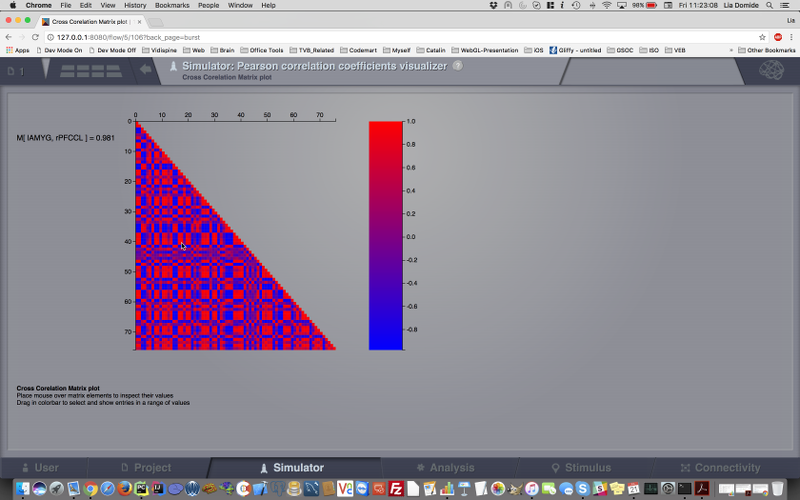 Chrome File Edit View History Bookmarks People Window Help 98% Fri 11:23:08 Lia Domide
Cross Corelation Matrix plot Lia
127.0.0.1:8080/flow/5/106?back_page=burst
Apps Dev Mode On Dev Mode Off Vidispine Web Brain Office Tools TVB_Related Codemart Myself Catalin WebGL-Presentation iOS Gliffy - untitled GSOC ISO VEB » Other Bookmarks
1 Simulator: Pearson correlation coefficients visualizer ?
Cross Corelation Matrix plot
0 10 20 30 40 50 60 70
M[ lAMYG, rPFCCL ] = 0.981
0
10
20
30
40
50
60
70
1.0
0.8
0.6
0.4
0.2
0.0
-0.2
-0.4
-0.6
-0.8
Cross Corelation Matrix plot
Place mouse over matrix elements to inspect their values
Drag in colorbar to select and show entries in a range of values
User Project Simulator Analysis Stimulus Connectivity